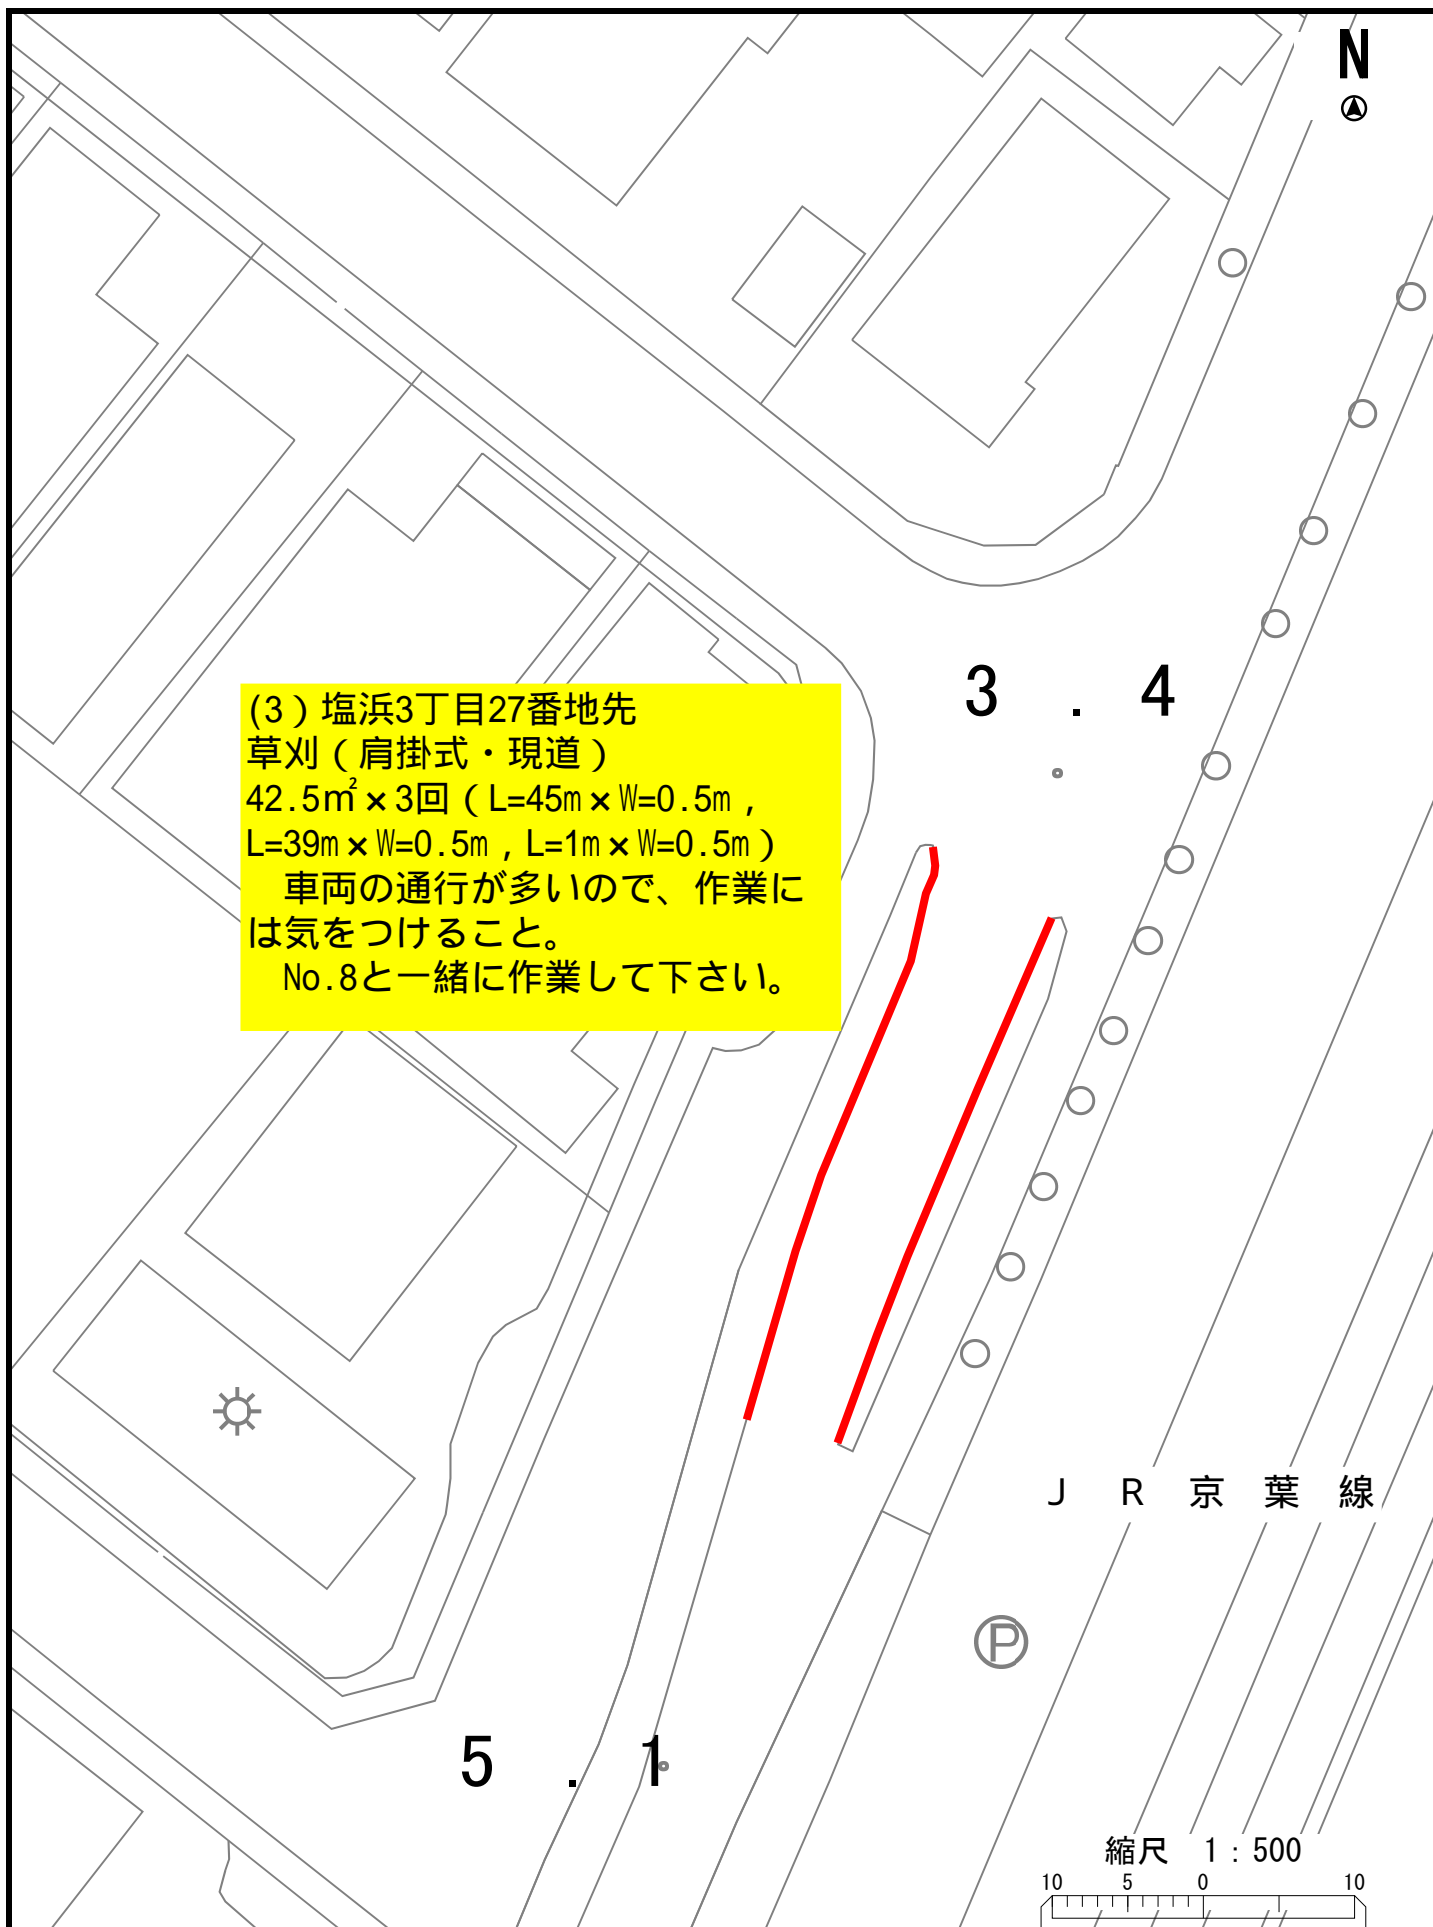 N
3.4
(3)塩浜3丁目27番地先
草刈(肩掛式・現道)
42.5㎡×3回(L=45m×W=0.5m,
L=39m×W=0.5m,L=1m×W=0.5m)
　車両の通行が多いので、作業に
は気をつけること。
　No.8と一緒に作業して下さい。
JR京葉線
P
5.1
縮尺 1:500
10 5 0 10